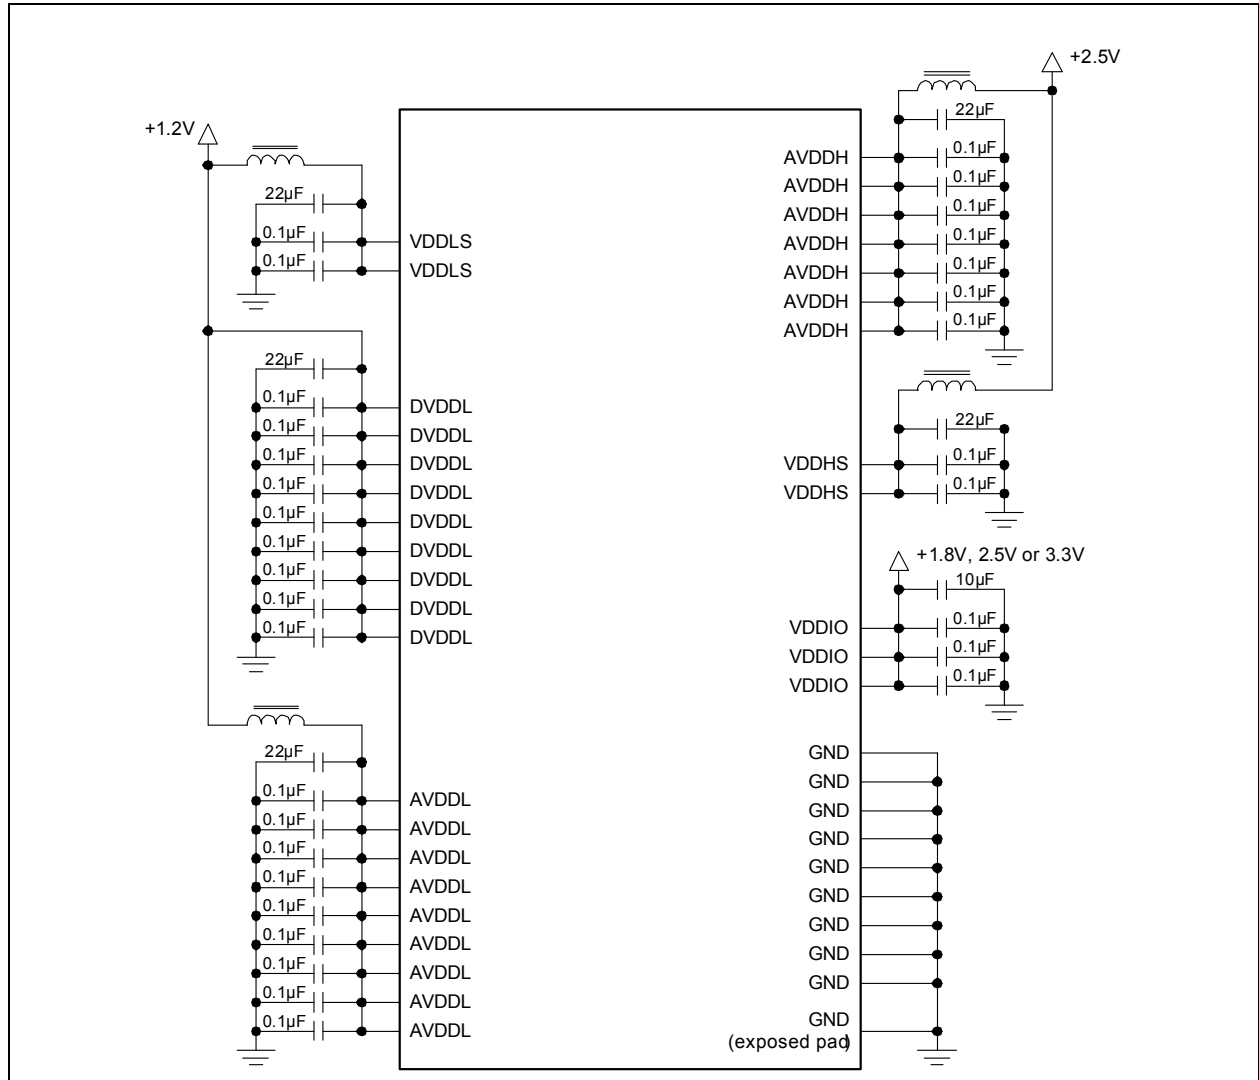 +1.2V
22µF
0.1µF
0.1µF
VDDLS
VDDLS
22µF
0.1µF
0.1µF
0.1µF
0.1µF
0.1µF
0.1µF
0.1µF
0.1µF
0.1µF
DVDDL
DVDDL
DVDDL
DVDDL
DVDDL
DVDDL
DVDDL
DVDDL
DVDDL
22µF
0.1µF
0.1µF
0.1µF
0.1µF
0.1µF
0.1µF
0.1µF
0.1µF
0.1µF
AVDDL
AVDDL
AVDDL
AVDDL
AVDDL
AVDDL
AVDDL
AVDDL
AVDDL
+2.5V
22µF
AVDDH
AVDDH
AVDDH
AVDDH
AVDDH
AVDDH
AVDDH
0.1µF
0.1µF
0.1µF
0.1µF
0.1µF
0.1µF
0.1µF
22µF
VDDHS
VDDHS
0.1µF
0.1µF
+1.8V, 2.5V or 3.3V
10µF
VDDIO
VDDIO
VDDIO
0.1µF
0.1µF
0.1µF
GND
GND
GND
GND
GND
GND
GND
GND
GND
GND
(exposed pad)